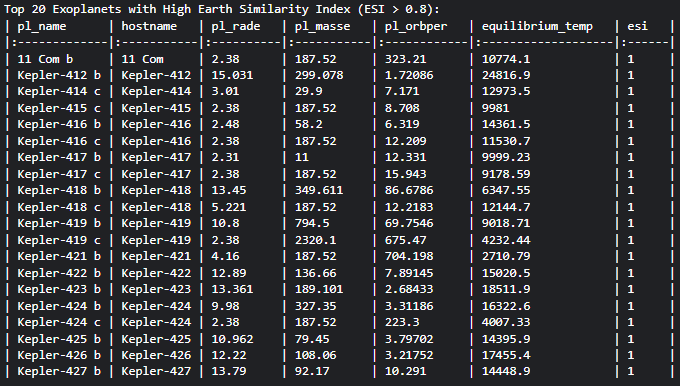 Top 20 Exoplanets with High Earth Similarity Index (ESI > 0.8):
| pl_name | hostname | pl_rade | pl_masse | pl_orbper | equilibrium_temp | esi |
|:-------------|:-----------|----------:|-----------:|------------:|-------------------:|------:|
| 11 Com b | 11 Com | 2.38 | 187.52 | 323.21 | 10774.1 | 1 |
| Kepler-412 b | Kepler-412 | 15.031 | 299.078 | 1.72086 | 24816.9 | 1 |
| Kepler-414 c | Kepler-414 | 3.01 | 29.9 | 7.171 | 12973.5 | 1 |
| Kepler-415 c | Kepler-415 | 2.38 | 187.52 | 8.708 | 9981 | 1 |
| Kepler-416 b | Kepler-416 | 2.48 | 58.2 | 6.319 | 14361.5 | 1 |
| Kepler-416 c | Kepler-416 | 2.38 | 187.52 | 12.209 | 11530.7 | 1 |
| Kepler-417 b | Kepler-417 | 2.31 | 11 | 12.331 | 9999.23 | 1 |
| Kepler-417 c | Kepler-417 | 2.38 | 187.52 | 15.943 | 9178.59 | 1 |
| Kepler-418 b | Kepler-418 | 13.45 | 349.611 | 86.6786 | 6347.55 | 1 |
| Kepler-418 c | Kepler-418 | 5.221 | 187.52 | 12.2183 | 12144.7 | 1 |
| Kepler-419 b | Kepler-419 | 10.8 | 794.5 | 69.7546 | 9018.71 | 1 |
| Kepler-419 c | Kepler-419 | 2.38 | 2320.1 | 675.47 | 4232.44 | 1 |
| Kepler-421 b | Kepler-421 | 4.16 | 187.52 | 704.198 | 2710.79 | 1 |
| Kepler-422 b | Kepler-422 | 12.89 | 136.66 | 7.89145 | 15020.5 | 1 |
| Kepler-423 b | Kepler-423 | 13.361 | 189.101 | 2.68433 | 18511.9 | 1 |
| Kepler-424 b | Kepler-424 | 9.98 | 327.35 | 3.31186 | 16322.6 | 1 |
| Kepler-424 c | Kepler-424 | 2.38 | 187.52 | 223.3 | 4007.33 | 1 |
| Kepler-425 b | Kepler-425 | 10.962 | 79.45 | 3.79702 | 14395.9 | 1 |
| Kepler-426 b | Kepler-426 | 12.22 | 108.06 | 3.21752 | 17455.4 | 1 |
| Kepler-427 b | Kepler-427 | 13.79 | 92.17 | 10.291 | 14448.9 | 1 |